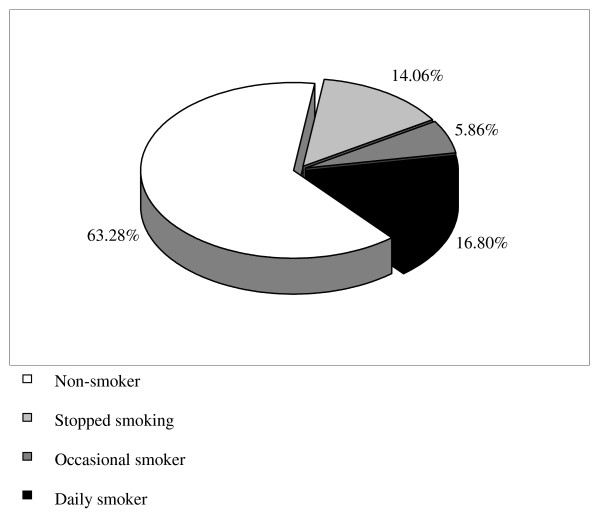 14.06%
5.86%
63.28%
16.80%
Non-smoker
Stopped smoking
Occasional smoker
Daily smoker